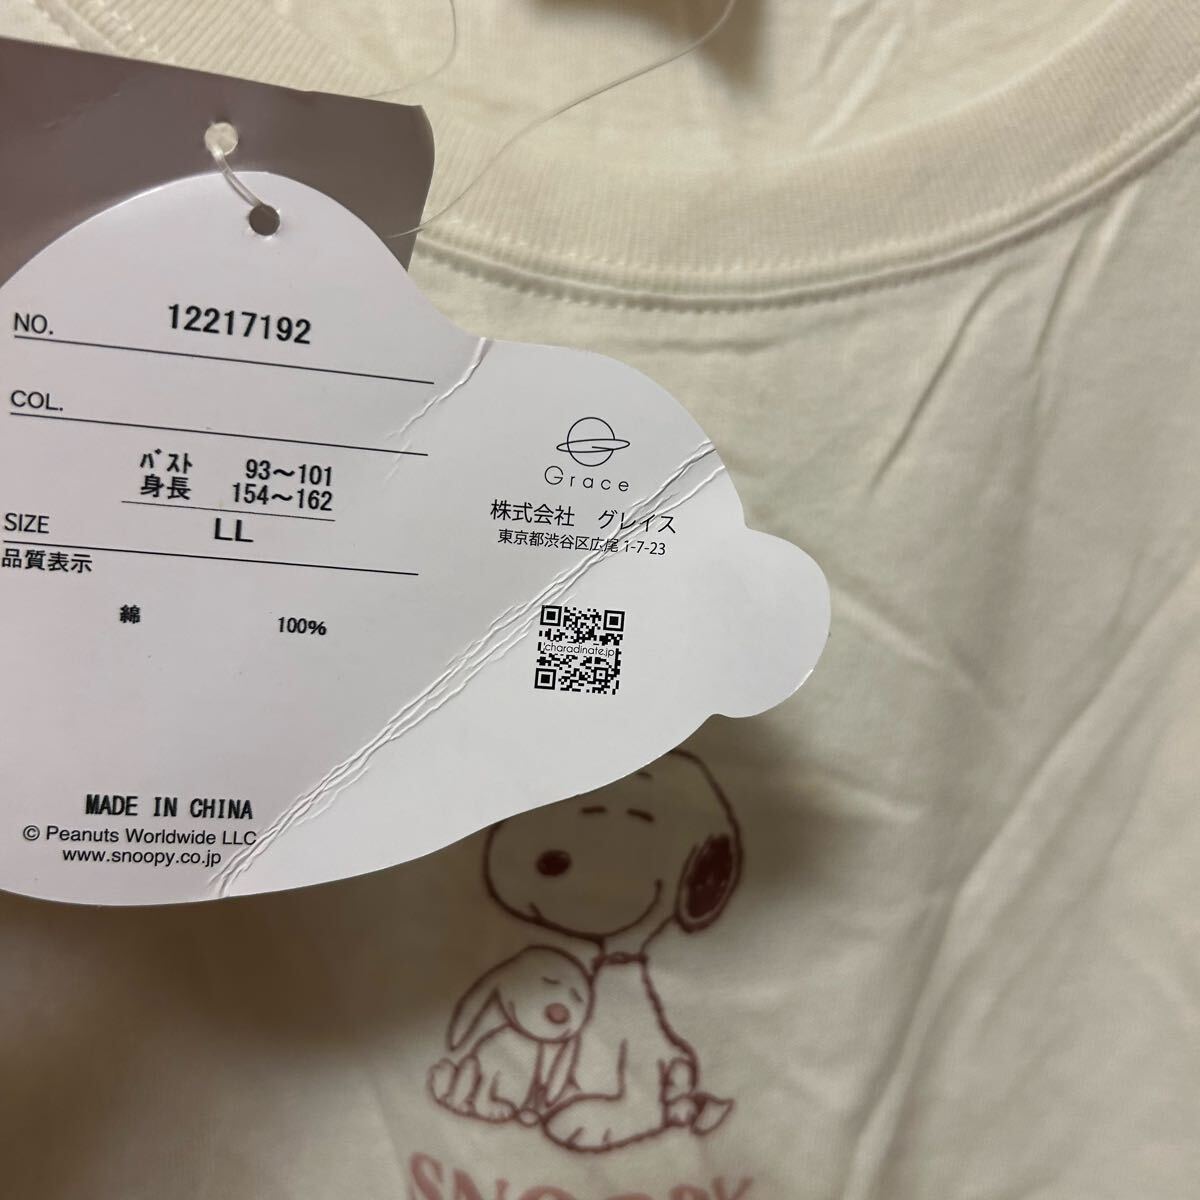 NO. 12217192
COL.
バスト 93～101
身長 154～162
SIZE LL
品質表示
綿 100%
MADE IN CHINA
© Peanuts Worldwide LLC
www.snoopy.co.jp
Grace
株式会社 グレイス
東京都渋谷区広尾1-7-23
charadinate.jp
SNOOPY